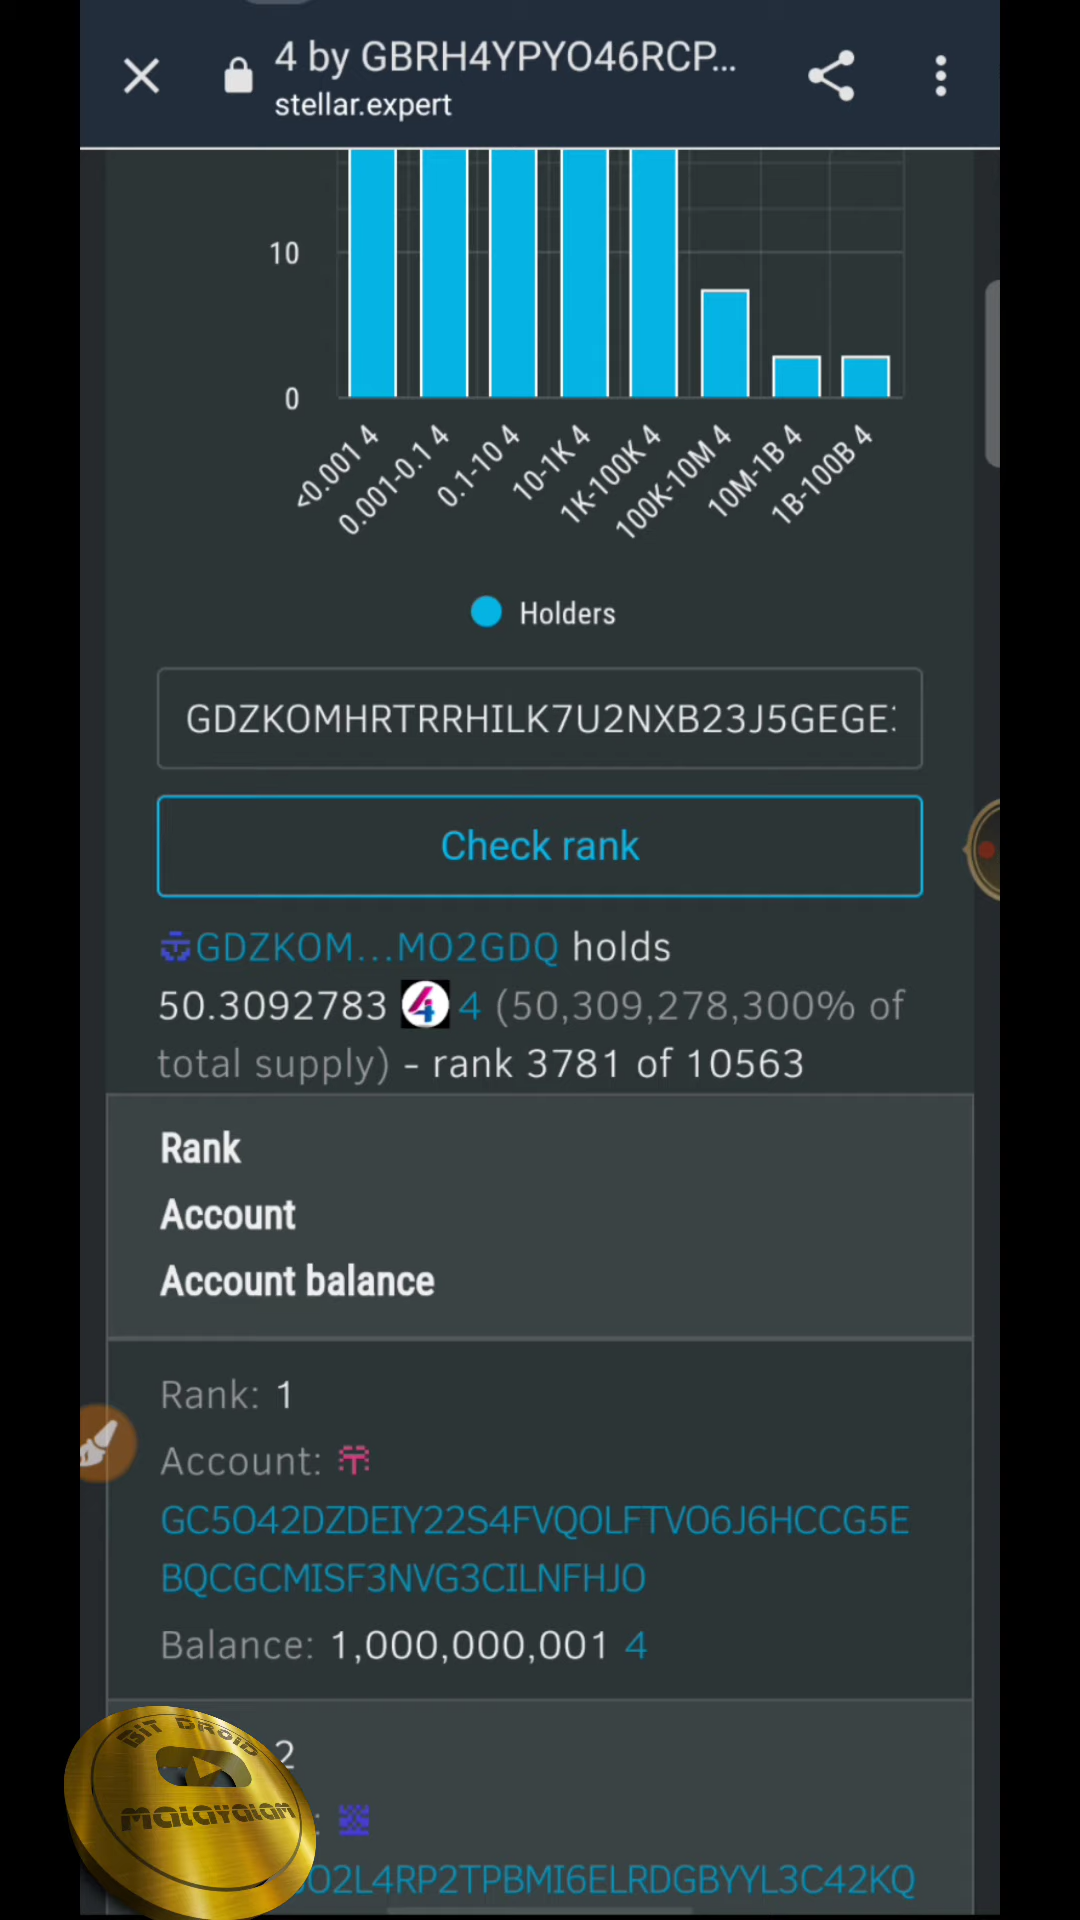 4 by GBRH4YPYO46RCP...
stellar.expert
10
0
<0.001 4
0.001-0.1 4
0.1-10 4
10-1K 4
1K-100K 4
100K-10M 4
10M-1B 4
1B-100B 4
Holders
GDZKOMHRTRRHILK7U2NXB23J5GEGE
Check rank
GDZKOM...MO2GDQ holds
50.3092783 4 (50,309,278,300% of
total supply) - rank 3781 of 10563
Rank
Account
Account balance
Rank: 1
Account:
GC5O42DZDEIY22S4FVQOLFTVO6J6HCCG5E
BQCGCMISF3NVG3CILNFHJO
Balance: 1,000,000,001 4
2
:
O2L4RP2TPBMI6ELRDGBYYL3C42KQ
BIT DROID
MALAYALAM